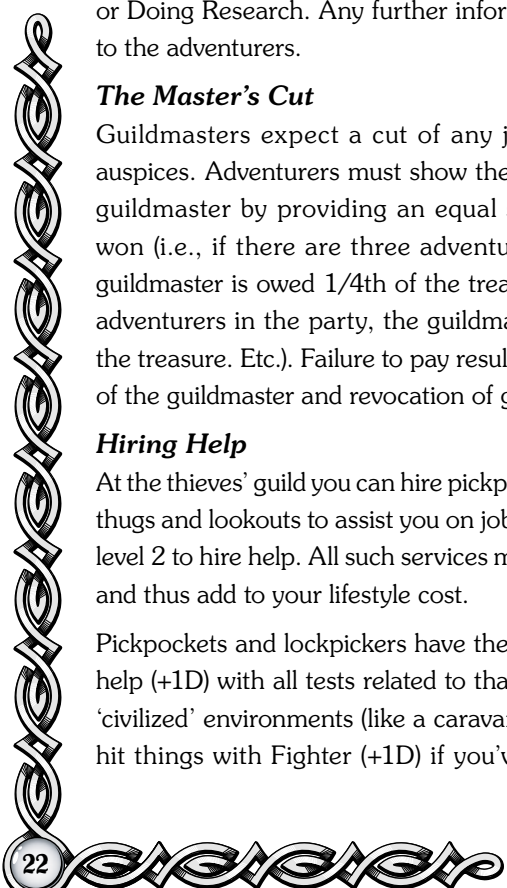 or Doing Research. Any further infor
to the adventurers.
The Master's Cut
Guildmasters expect a cut of any j
auspices. Adventurers must show the
guildmaster by providing an equal
won (i.e., if there are three adventu
guildmaster is owed 1/4th of the trea
adventurers in the party, the guildma
the treasure. Etc.). Failure to pay resul
of the guildmaster and revocation of g
Hiring Help
At the thieves' guild you can hire pickp
thugs and lookouts to assist you on job
level 2 to hire help. All such services m
and thus add to your lifestyle cost.
Pickpockets and lockpickers have the
help (+1D) with all tests related to tha
'civilized' environments (like a carava
hit things with Fighter (+1D) if you'v
22